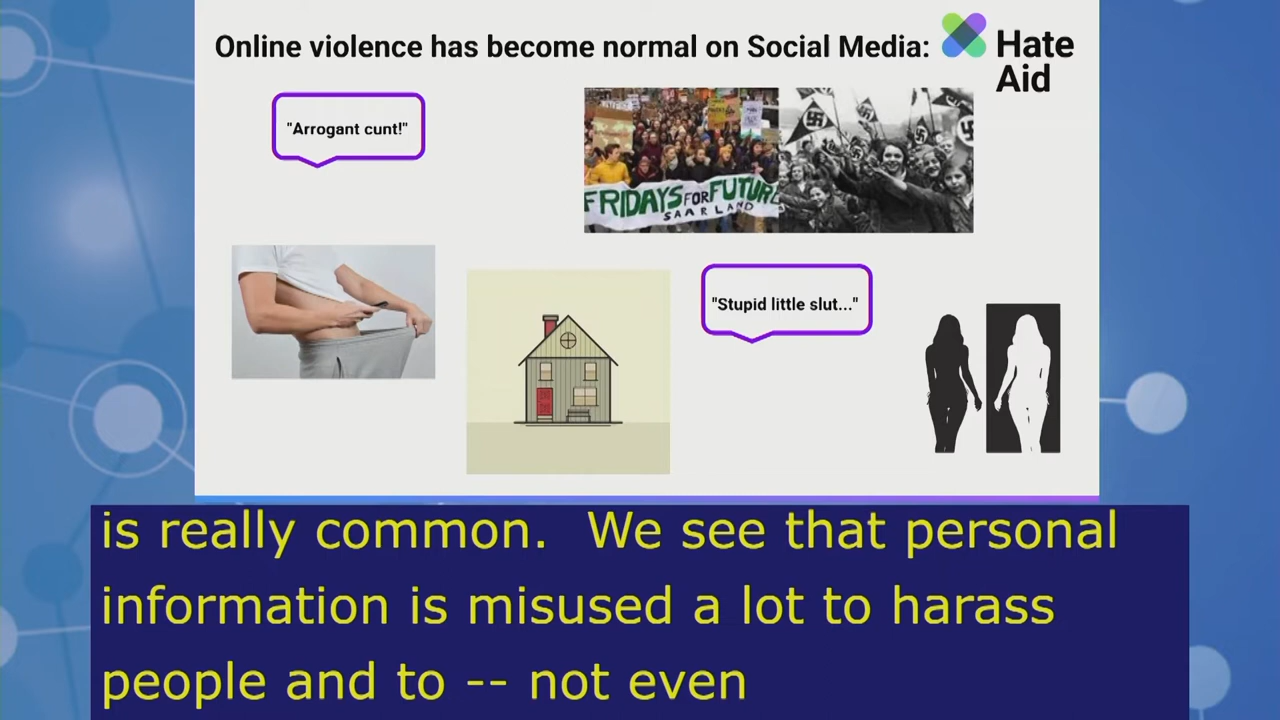 Online violence has become normal on Social Media:
Hate
Aid
"Arrogant cunt!"
FRIDAYS FOR FUTURE
SAARLAND
"Stupid little slut..."
is really common. We see that personal
information is misused a lot to harass
people and to -- not even